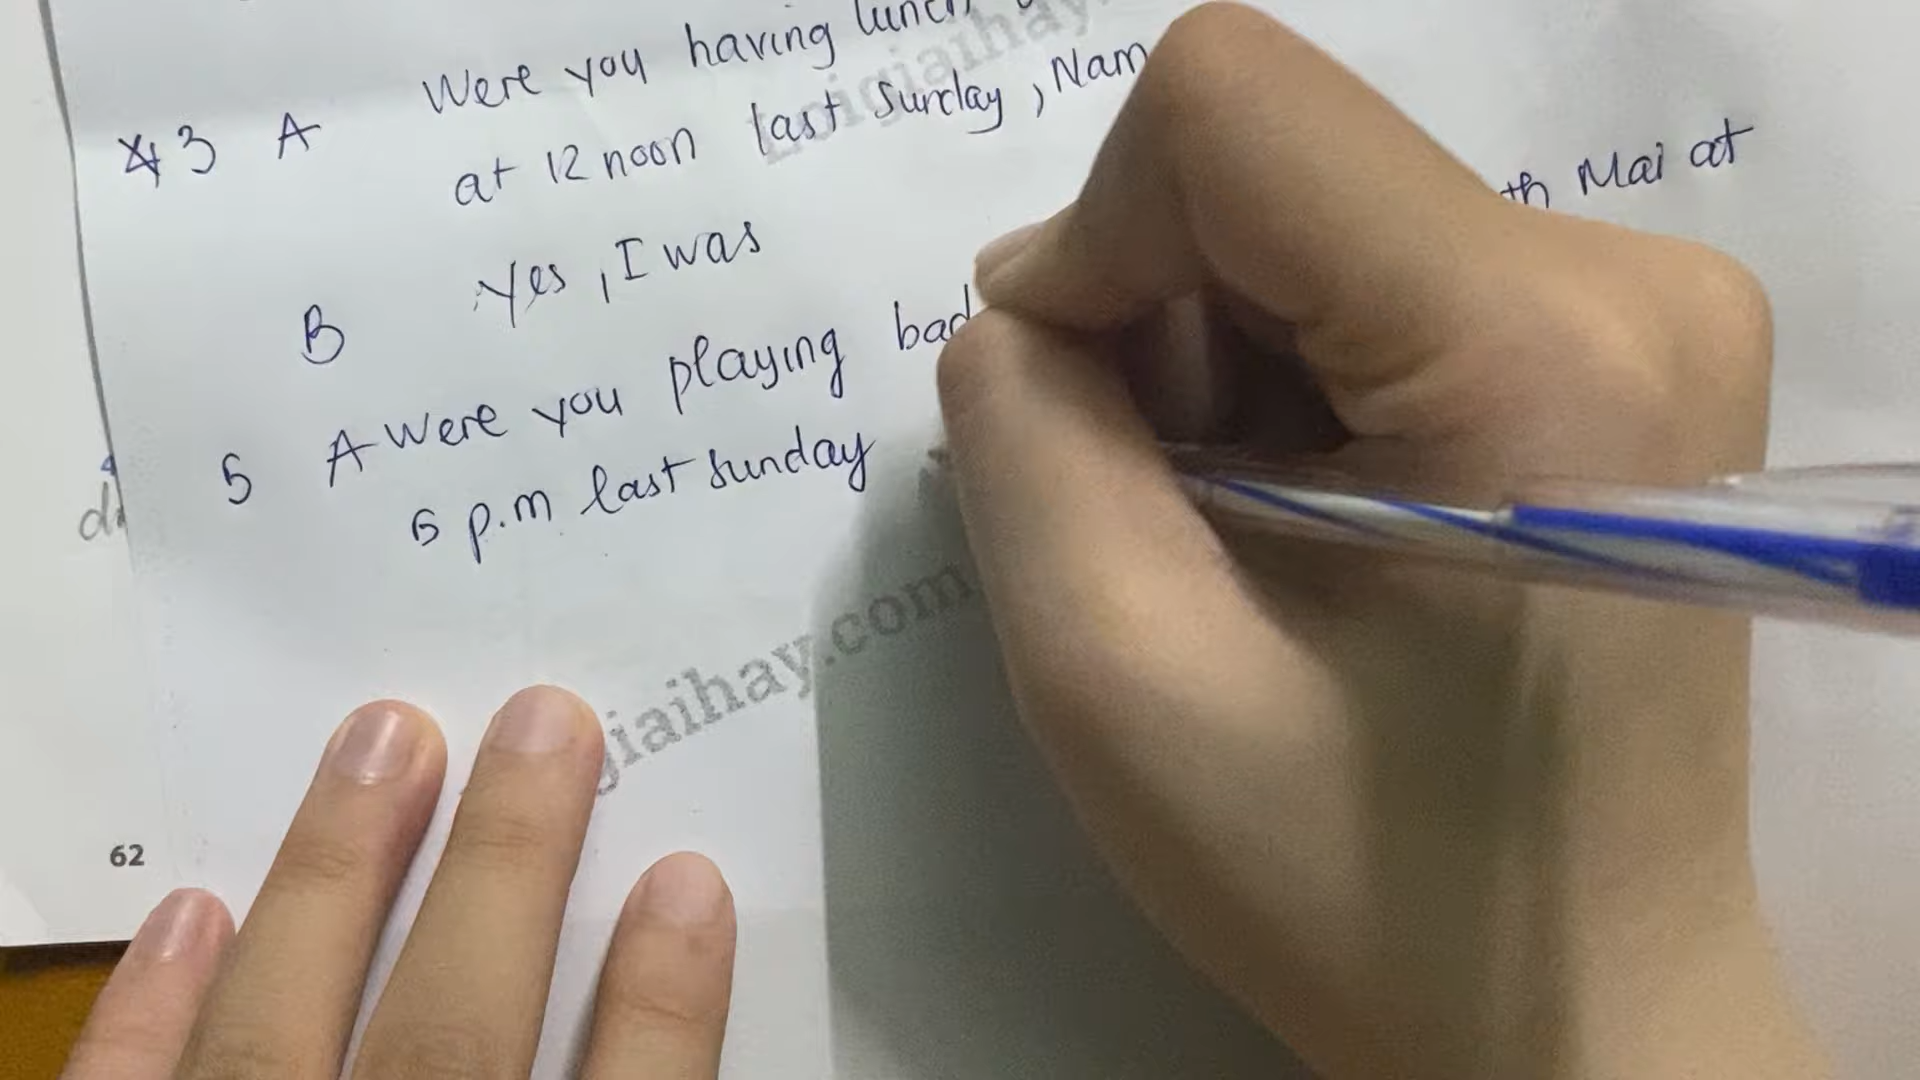 Were you having lunch
43 A at 12 noon last Sunday, Nam
B Yes, I was
5 A Were you playing bad th Mai at
5 p.m last sunday
giaihay.com
62